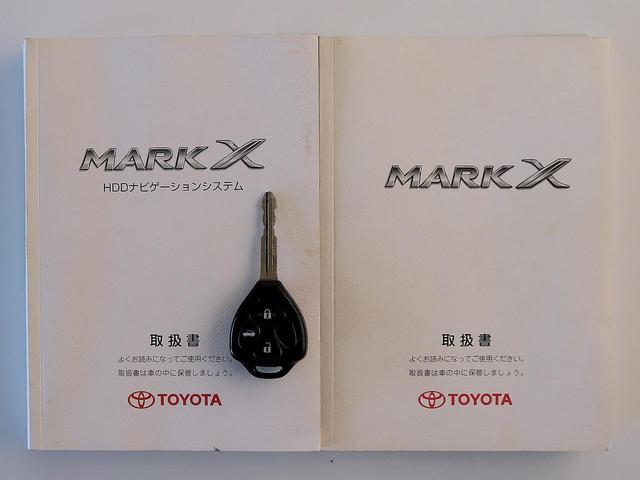 MARK X
HDDナビゲーションシステム
取扱書
よくお読みになってご使用ください。
取扱書は車の中に保管しましょう。
TOYOTA
MARK X
取扱書
よくお読みになってご使用ください。
取扱書は車の中に保管しましょう。
TOYOTA